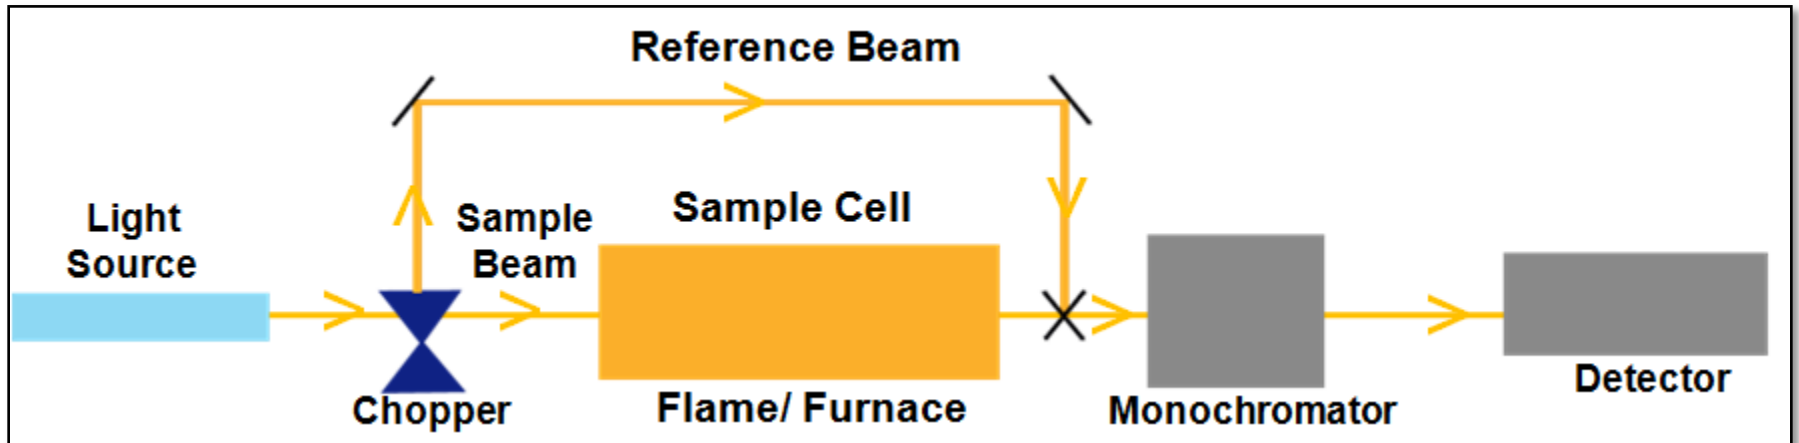 Reference Beam
Light
Source
Sample
Beam
Sample Cell
Chopper
Flame/ Furnace
Monochromator
Detector